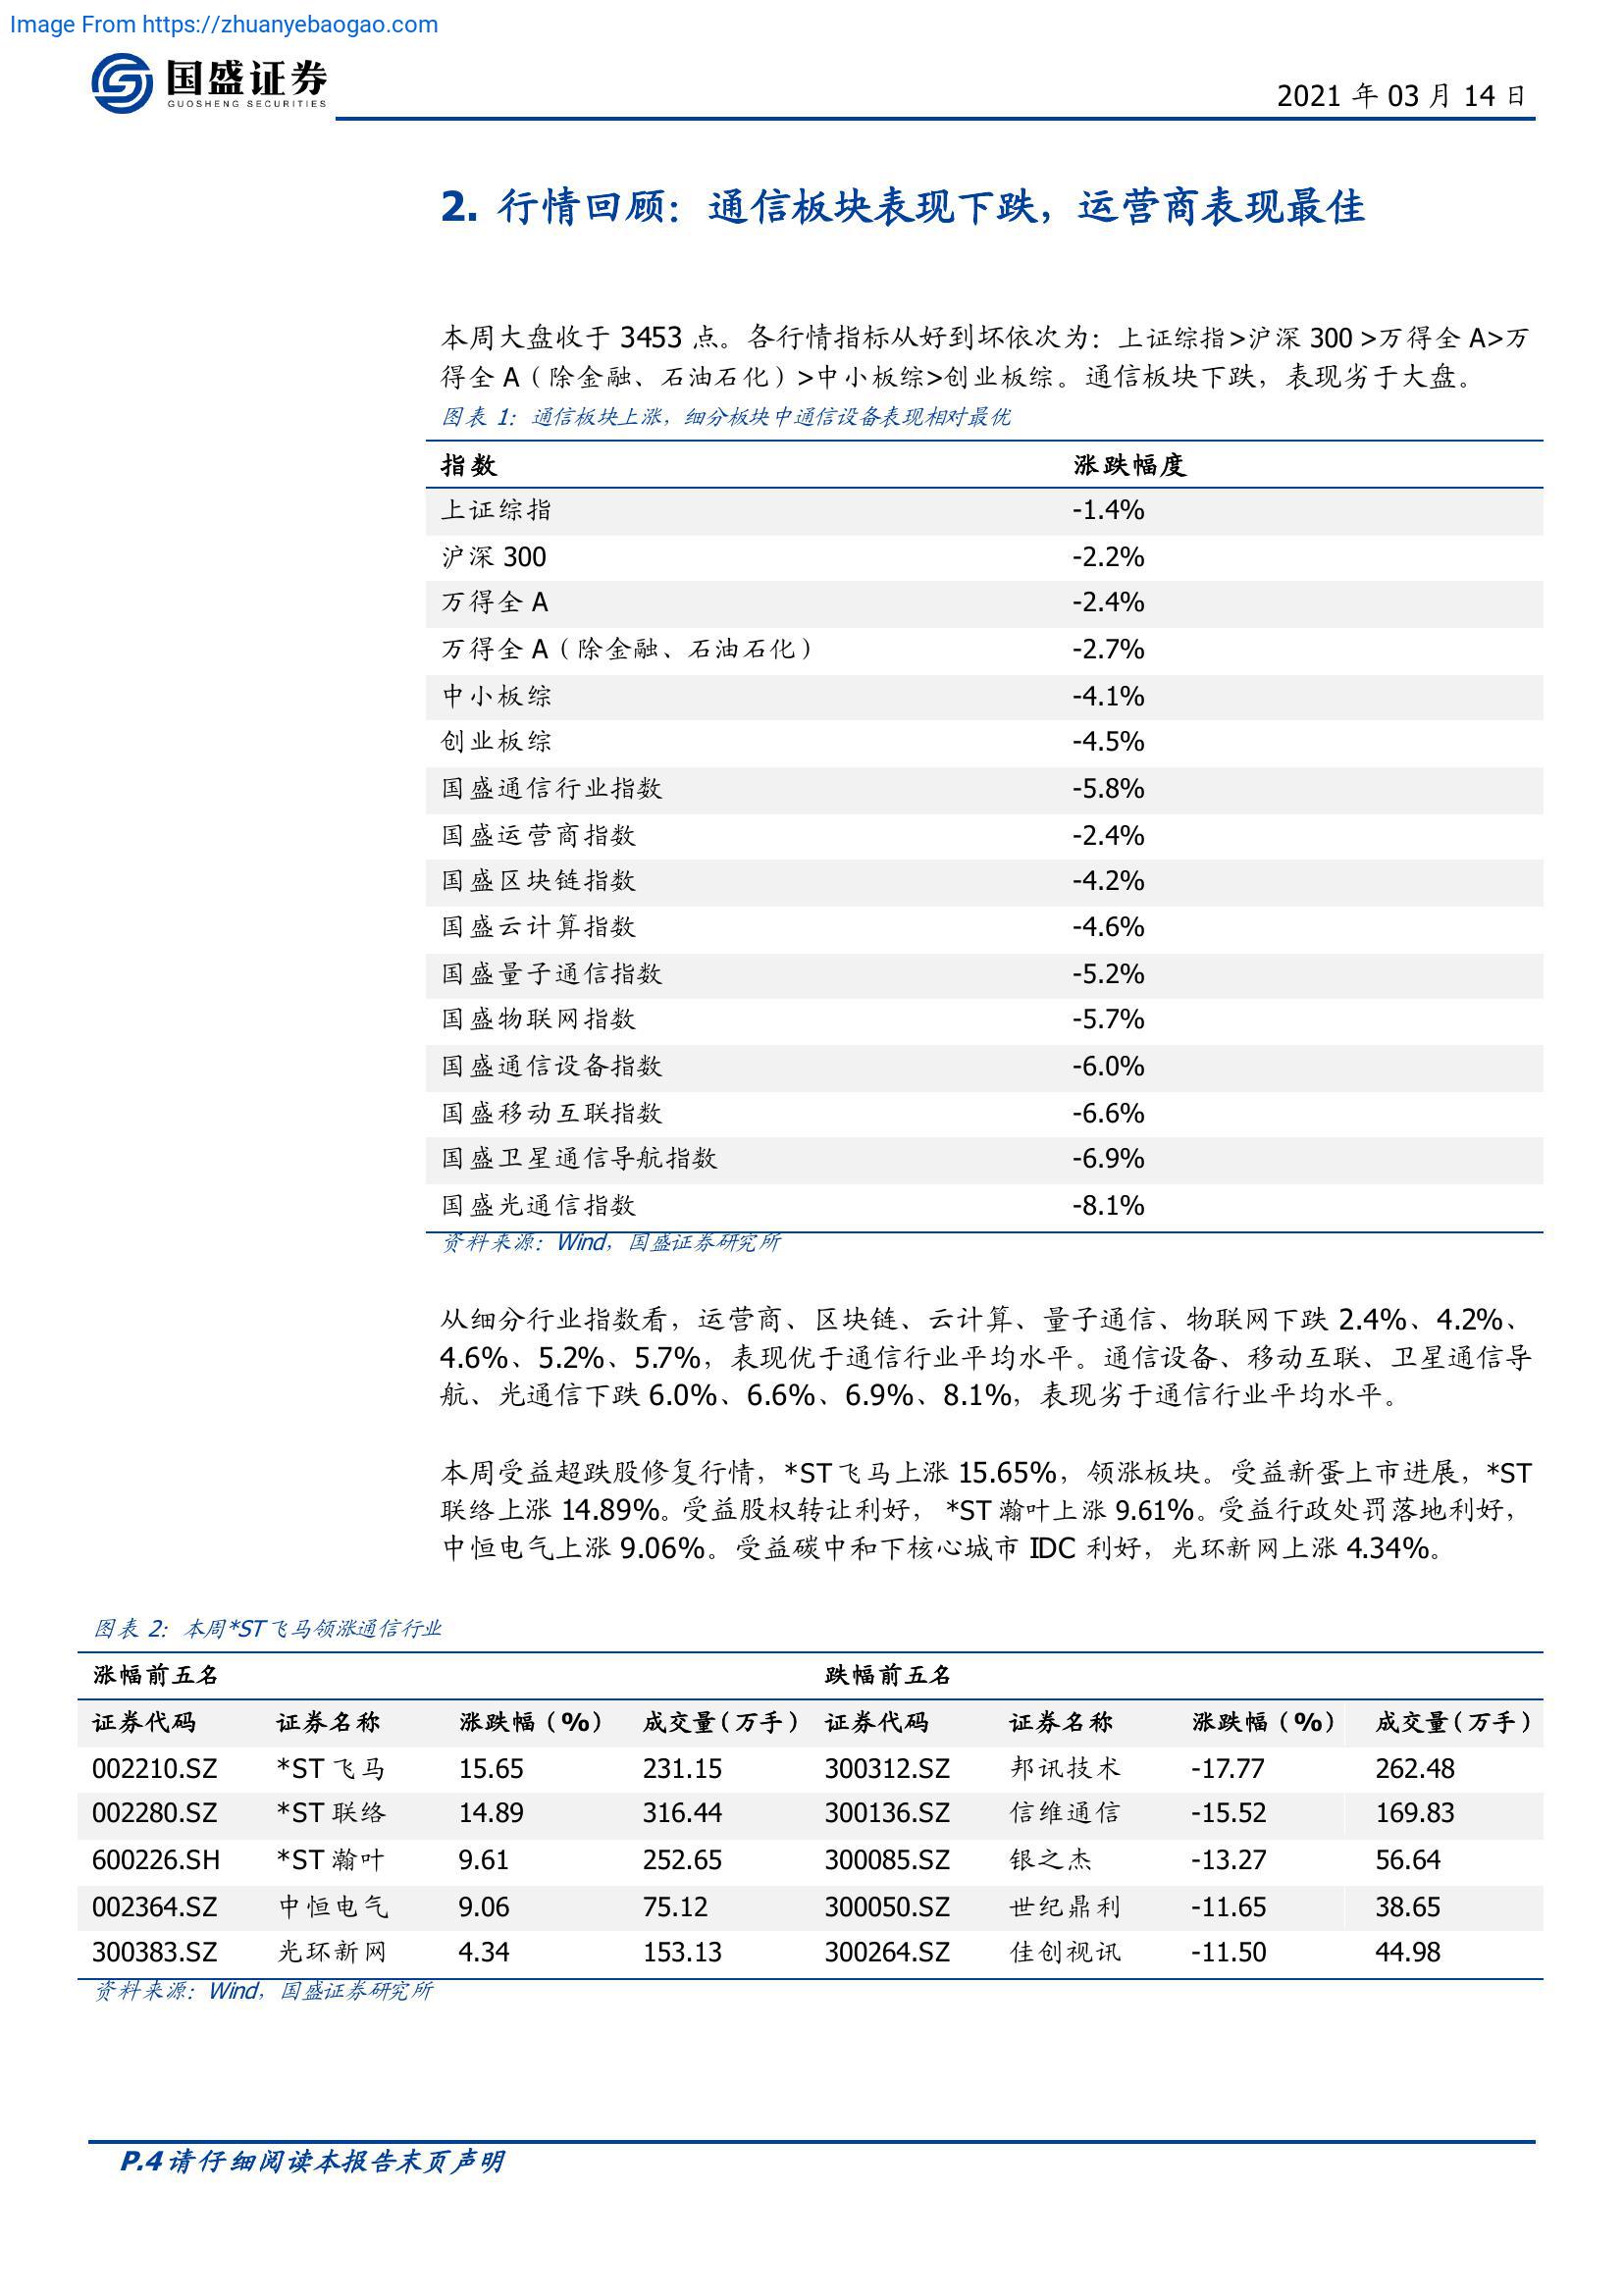 Image From https://zhuanyebaogao.com
国盛证券
GUOSHENG SECURITIES
2021 年 03 月 14 日
2. 行情回顾：通信板块表现下跌，运营商表现最佳
本周大盘收于 3453 点。各行情指标从好到坏依次为：上证综指>沪深 300 >万得全 A>万
得全 A（除金融、石油石化）>中小板综>创业板综。通信板块下跌，表现劣于大盘。
图表 1：通信板块上涨，细分板块中通信设备表现相对最优
指数 涨跌幅度
上证综指 -1.4%
沪深 300 -2.2%
万得全 A -2.4%
万得全 A（除金融、石油石化） -2.7%
中小板综 -4.1%
创业板综 -4.5%
国盛通信行业指数 -5.8%
国盛运营商指数 -2.4%
国盛区块链指数 -4.2%
国盛云计算指数 -4.6%
国盛量子通信指数 -5.2%
国盛物联网指数 -5.7%
国盛通信设备指数 -6.0%
国盛移动互联指数 -6.6%
国盛卫星通信导航指数 -6.9%
国盛光通信指数 -8.1%
资料来源：Wind，国盛证券研究所
从细分行业指数看，运营商、区块链、云计算、量子通信、物联网下跌 2.4%、4.2%、
4.6%、5.2%、5.7%，表现优于通信行业平均水平。通信设备、移动互联、卫星通信导
航、光通信下跌 6.0%、6.6%、6.9%、8.1%，表现劣于通信行业平均水平。
本周受益超跌股修复行情，*ST 飞马上涨 15.65%，领涨板块。受益新蛋上市进展，*ST
联络上涨 14.89%。受益股权转让利好， *ST 瀚叶上涨 9.61%。受益行政处罚落地利好，
中恒电气上涨 9.06%。受益碳中和下核心城市 IDC 利好，光环新网上涨 4.34%。
图表 2：本周*ST 飞马领涨通信行业
涨幅前五名 跌幅前五名
证券代码 证券名称 涨跌幅（%） 成交量（万手） 证券代码 证券名称 涨跌幅（%） 成交量（万手）
002210.SZ *ST 飞马 15.65 231.15 300312.SZ 邦讯技术 -17.77 262.48
002280.SZ *ST 联络 14.89 316.44 300136.SZ 信维通信 -15.52 169.83
600226.SH *ST 瀚叶 9.61 252.65 300085.SZ 银之杰 -13.27 56.64
002364.SZ 中恒电气 9.06 75.12 300050.SZ 世纪鼎利 -11.65 38.65
300383.SZ 光环新网 4.34 153.13 300264.SZ 佳创视讯 -11.50 44.98
资料来源：Wind，国盛证券研究所
P.4 请仔细阅读本报告末页声明